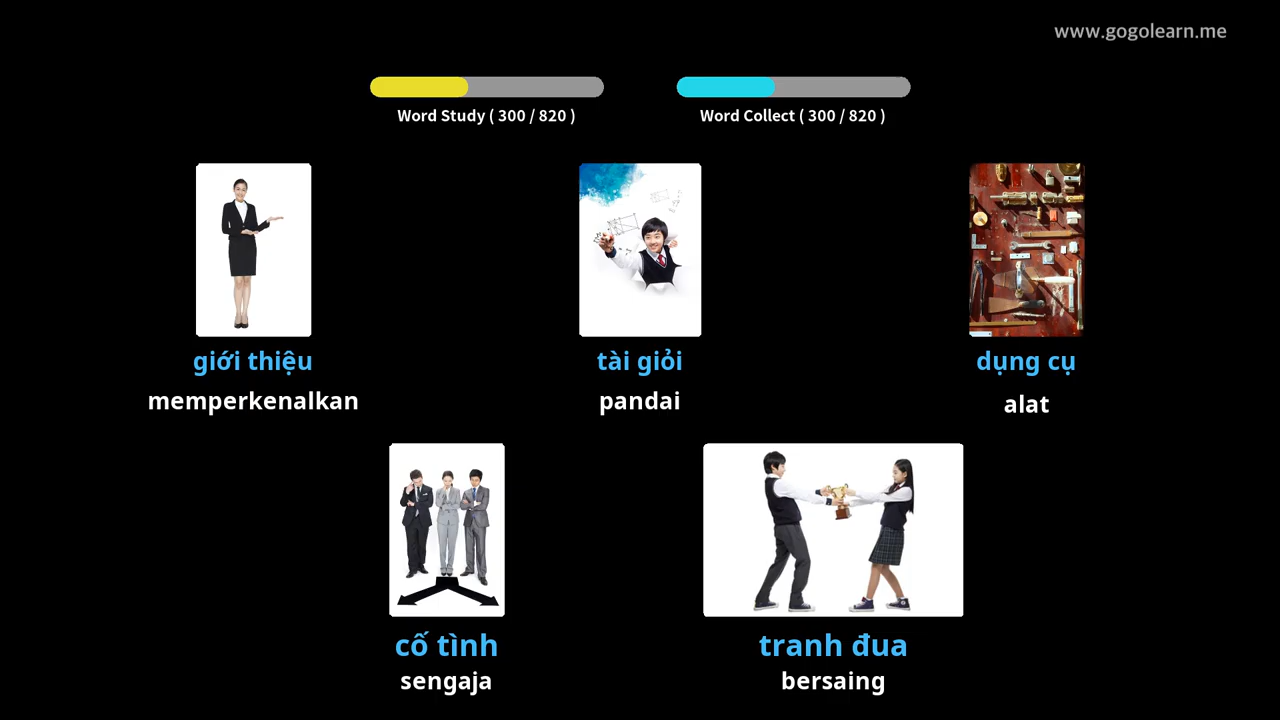 www.gogolearn.me
Word Study ( 300 / 820 )
Word Collect ( 300 / 820 )
giới thiệu
memperkenalkan
tài giỏi
pandai
dụng cụ
alat
cố tình
sengaja
tranh đua
bersaing